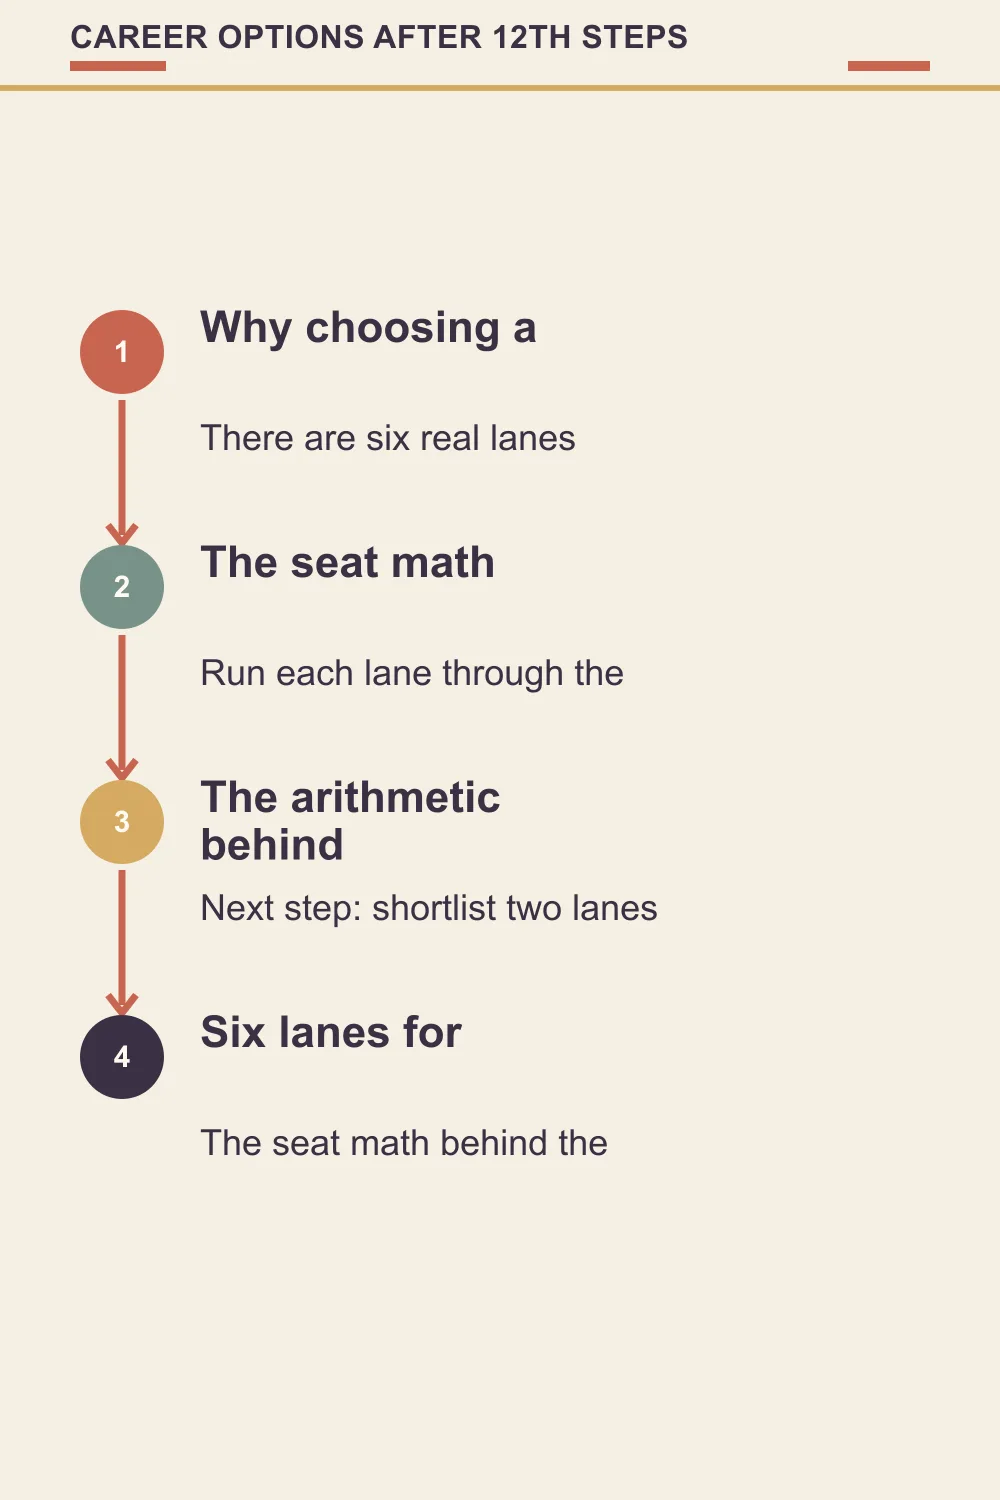 CAREER OPTIONS AFTER 12TH STEPS
1
Why choosing a
There are six real lanes
2
The seat math
Run each lane through the
3
The arithmetic
behind
Next step: shortlist two lanes
4
Six lanes for
The seat math behind the